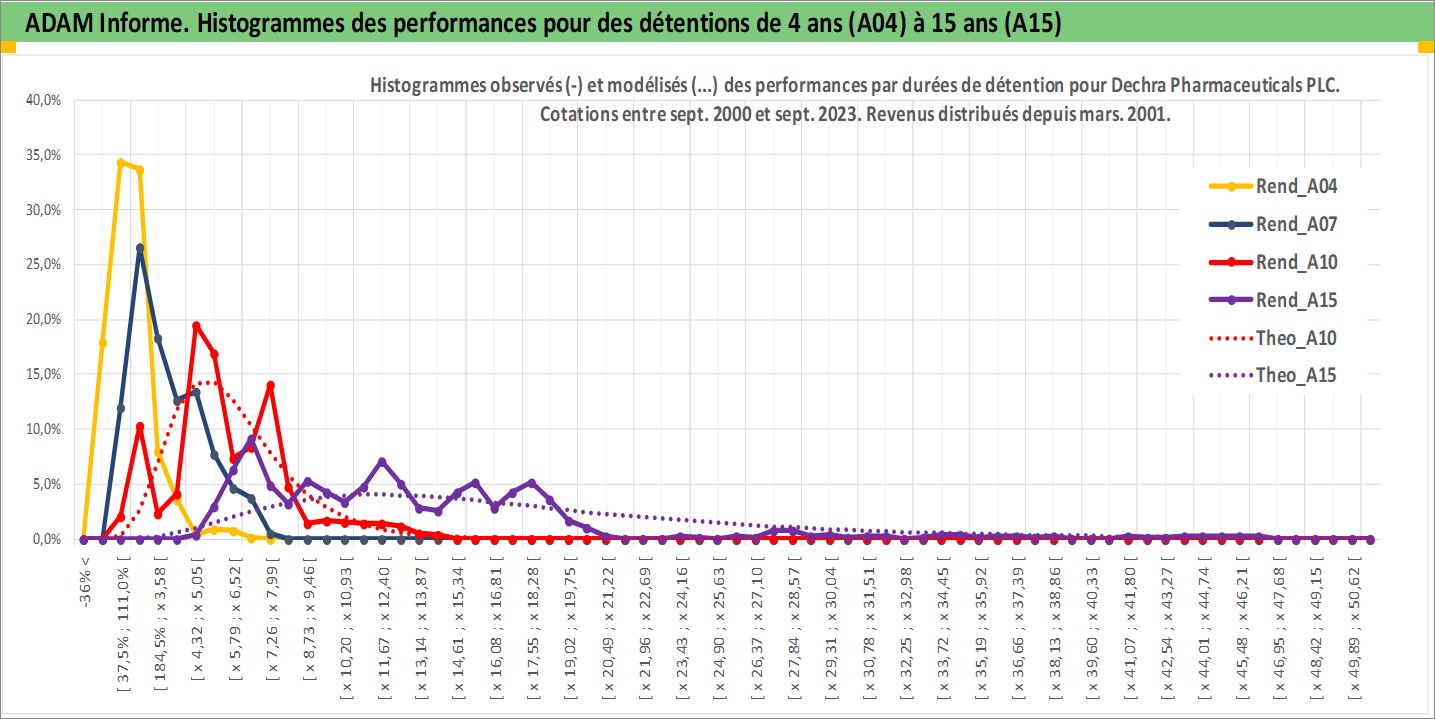 ADAM Informe. Histogrammes des performances pour des détentions de 4 ans (A04) à 15 ans (A15)
Histogrammes observés (-) et modélisés (...) des performances par durées de détention pour Dechra Pharmaceuticals PLC.
Cotations entre sept. 2000 et sept. 2023. Revenus distribués depuis mars. 2001.
40,0%
35,0%
30,0%
25,0%
20,0%
15,0%
10,0%
5,0%
0,0%
Rend_A04
Rend_A07
Rend_A10
Rend_A15
Theo_A10
Theo_A15
-36% <
[ 37,5% ; 111,0% [
[ 184,5% ; x 3,58 [
[ x 4,32 ; x 5,05 [
[ x 5,79 ; x 6,52 [
[ x 7,26 ; x 7,99 [
[ x 8,73 ; x 9,46 [
[ x 10,20 ; x 10,93 [
[ x 11,67 ; x 12,40 [
[ x 13,14 ; x 13,87 [
[ x 14,61 ; x 15,34 [
[ x 16,08 ; x 16,81 [
[ x 17,55 ; x 18,28 [
[ x 19,02 ; x 19,75 [
[ x 20,49 ; x 21,22 [
[ x 21,96 ; x 22,69 [
[ x 23,43 ; x 24,16 [
[ x 24,90 ; x 25,63 [
[ x 26,37 ; x 27,10 [
[ x 27,84 ; x 28,57 [
[ x 29,31 ; x 30,04 [
[ x 30,78 ; x 31,51 [
[ x 32,25 ; x 32,98 [
[ x 33,72 ; x 34,45 [
[ x 35,19 ; x 35,92 [
[ x 36,66 ; x 37,39 [
[ x 38,13 ; x 38,86 [
[ x 39,60 ; x 40,33 [
[ x 41,07 ; x 41,80 [
[ x 42,54 ; x 43,27 [
[ x 44,01 ; x 44,74 [
[ x 45,48 ; x 46,21 [
[ x 46,95 ; x 47,68 [
[ x 48,42 ; x 49,15 [
[ x 49,89 ; x 50,62 [